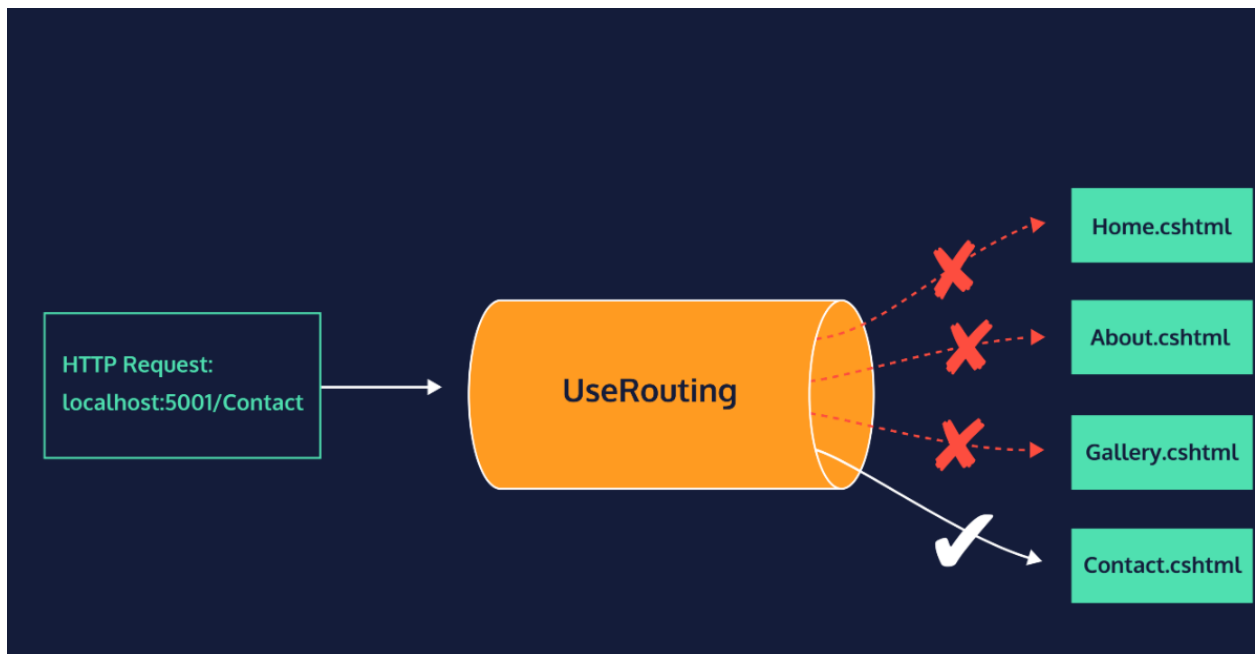 HTTP Request:
localhost:5001/Contact
UseRouting
Home.cshtml
About.cshtml
Gallery.cshtml
Contact.cshtml